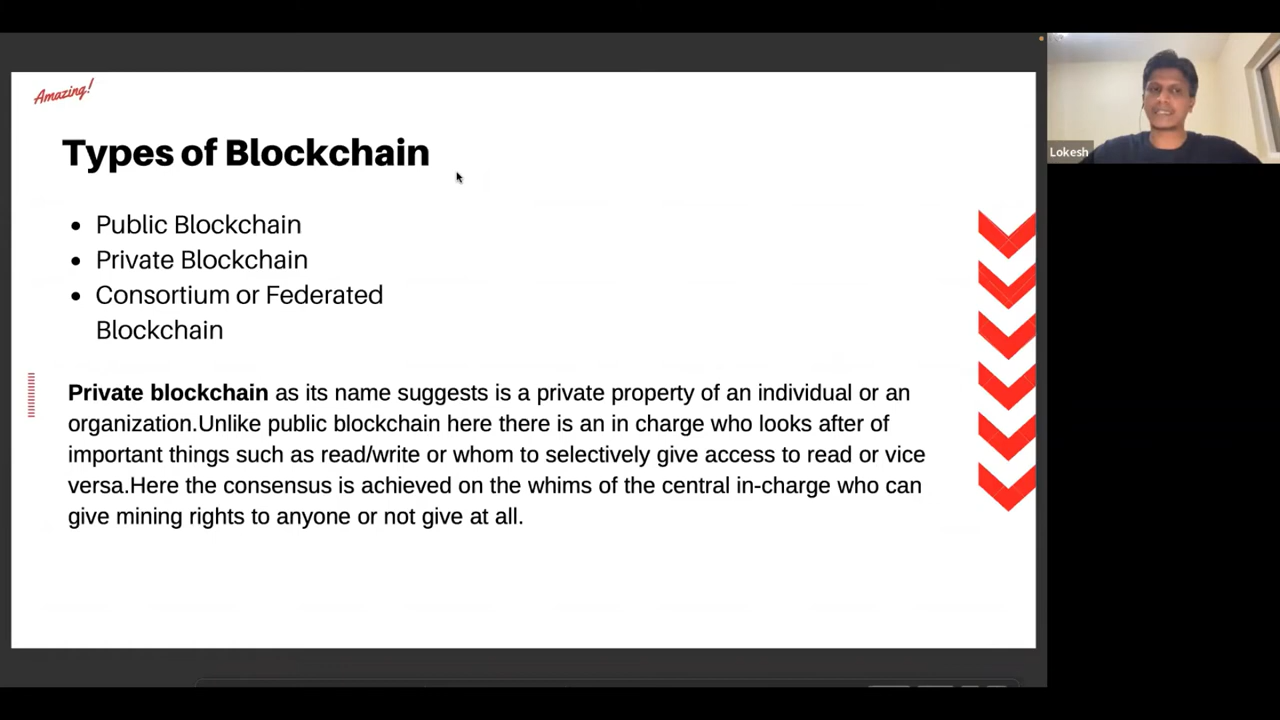 Amazing!
Types of Blockchain
Lokesh
• Public Blockchain
• Private Blockchain
• Consortium or Federated
Blockchain
Private blockchain as its name suggests is a private property of an individual or an
organization.Unlike public blockchain here there is an in charge who looks after of
important things such as read/write or whom to selectively give access to read or vice
versa.Here the consensus is achieved on the whims of the central in-charge who can
give mining rights to anyone or not give at all.